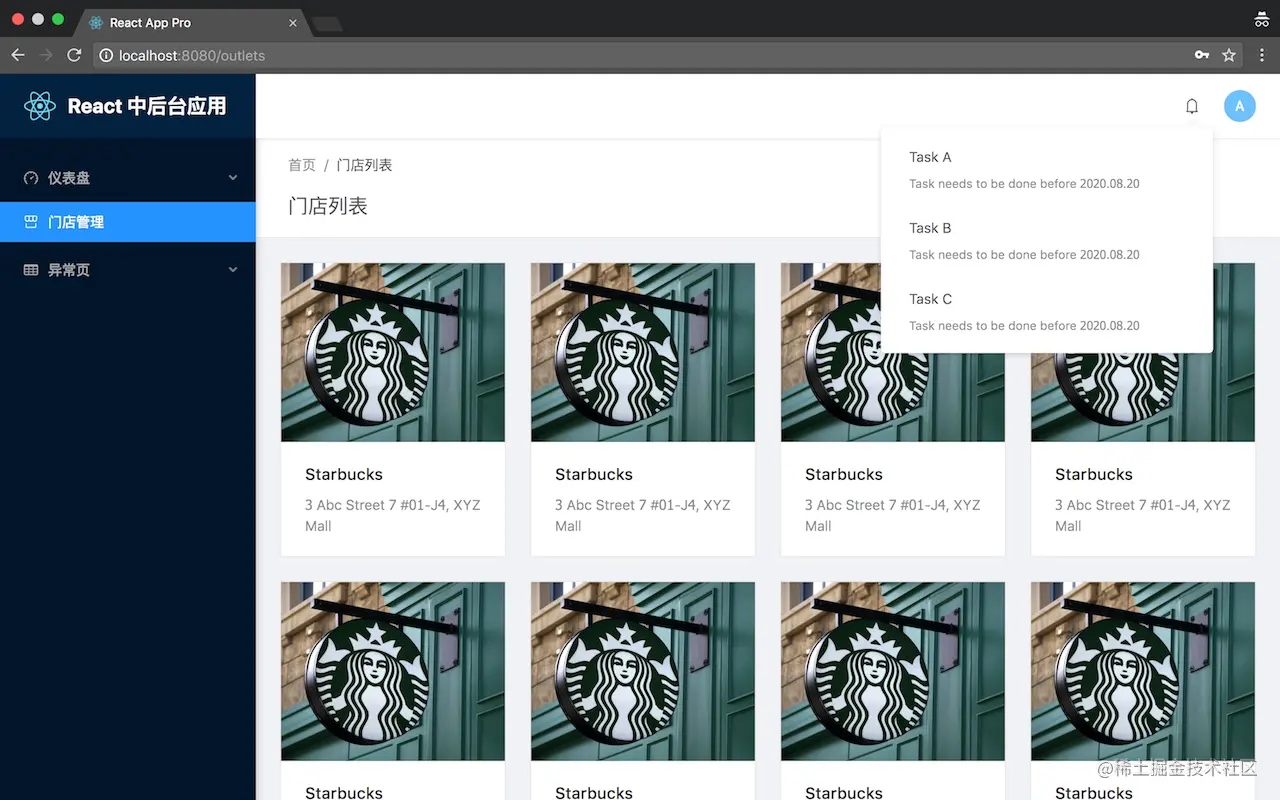 React App Pro
localhost:8080/outlets
React 中后台应用
A
仪表盘
门店管理
异常页
首页 / 门店列表
门店列表
Task A
Task needs to be done before 2020.08.20
Task B
Task needs to be done before 2020.08.20
Task C
Task needs to be done before 2020.08.20
Starbucks
3 Abc Street 7 #01-J4, XYZ
Mall
Starbucks
3 Abc Street 7 #01-J4, XYZ
Mall
Starbucks
3 Abc Street 7 #01-J4, XYZ
Mall
Starbucks
3 Abc Street 7 #01-J4, XYZ
Mall
Starbucks
Starbucks
Starbucks
Starbucks
@稀土掘金技术社区